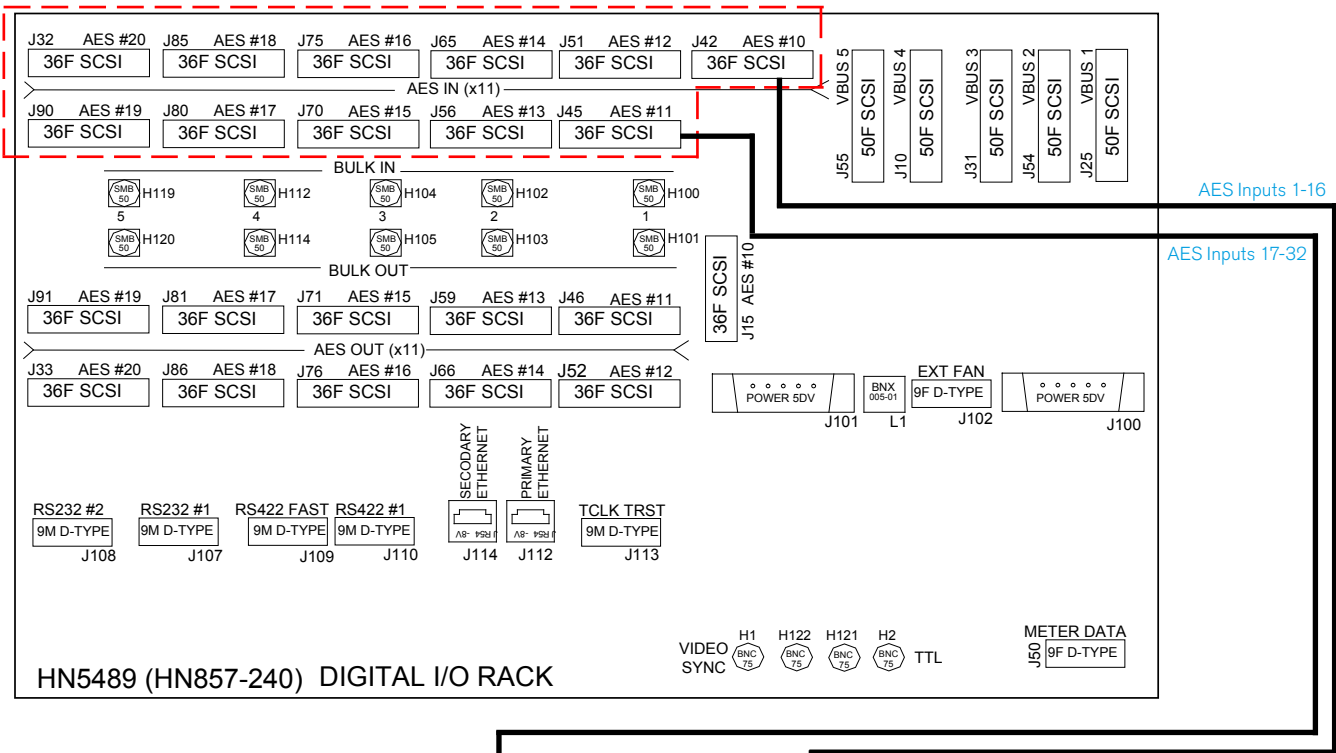 J32 AES #20 J85 AES #18 J75 AES #16 J65 AES #14 J51 AES #12 J42 AES #10
36F SCSI 36F SCSI 36F SCSI 36F SCSI 36F SCSI 36F SCSI
AES IN (x11)
J90 AES #19 J80 AES #17 J70 AES #15 J56 AES #13 J45 AES #11
36F SCSI 36F SCSI 36F SCSI 36F SCSI 36F SCSI
J55 VBUS 5 50F SCSI
J10 VBUS 4 50F SCSI
J31 VBUS 3 50F SCSI
J54 VBUS 2 50F SCSI
J25 VBUS 1 50F SCSI
AES Inputs 1-16
AES Inputs 17-32
BULK IN
SMB 50 H119 SMB 50 H112 SMB 50 H104 SMB 50 H102 SMB 50 H100
5 4 3 2 1
SMB 50 H120 SMB 50 H114 SMB 50 H105 SMB 50 H103 SMB 50 H101
BULK OUT
36F SCSI
J15 AES #10
J91 AES #19 J81 AES #17 J71 AES #15 J59 AES #13 J46 AES #11
36F SCSI 36F SCSI 36F SCSI 36F SCSI 36F SCSI
AES OUT (x11)
J33 AES #20 J86 AES #18 J76 AES #16 J66 AES #14 J52 AES #12
36F SCSI 36F SCSI 36F SCSI 36F SCSI 36F SCSI
EXT FAN
POWER 5DV BNX 005-01 9F D-TYPE POWER 5DV
J101 L1 J102 J100
SECODARY ETHERNET
PRIMARY ETHERNET
RS232 #2 RS232 #1 RS422 FAST RS422 #1 TCLK TRST
9M D-TYPE 9M D-TYPE 9M D-TYPE 9M D-TYPE JR54 -8V JR54 -8V 9M D-TYPE
J108 J107 J109 J110 J114 J112 J113
H1 H122 H121 H2
VIDEO SYNC BNC 75 BNC 75 BNC 75 BNC 75 TTL
METER DATA
J50 9F D-TYPE
HN5489 (HN857-240) DIGITAL I/O RACK